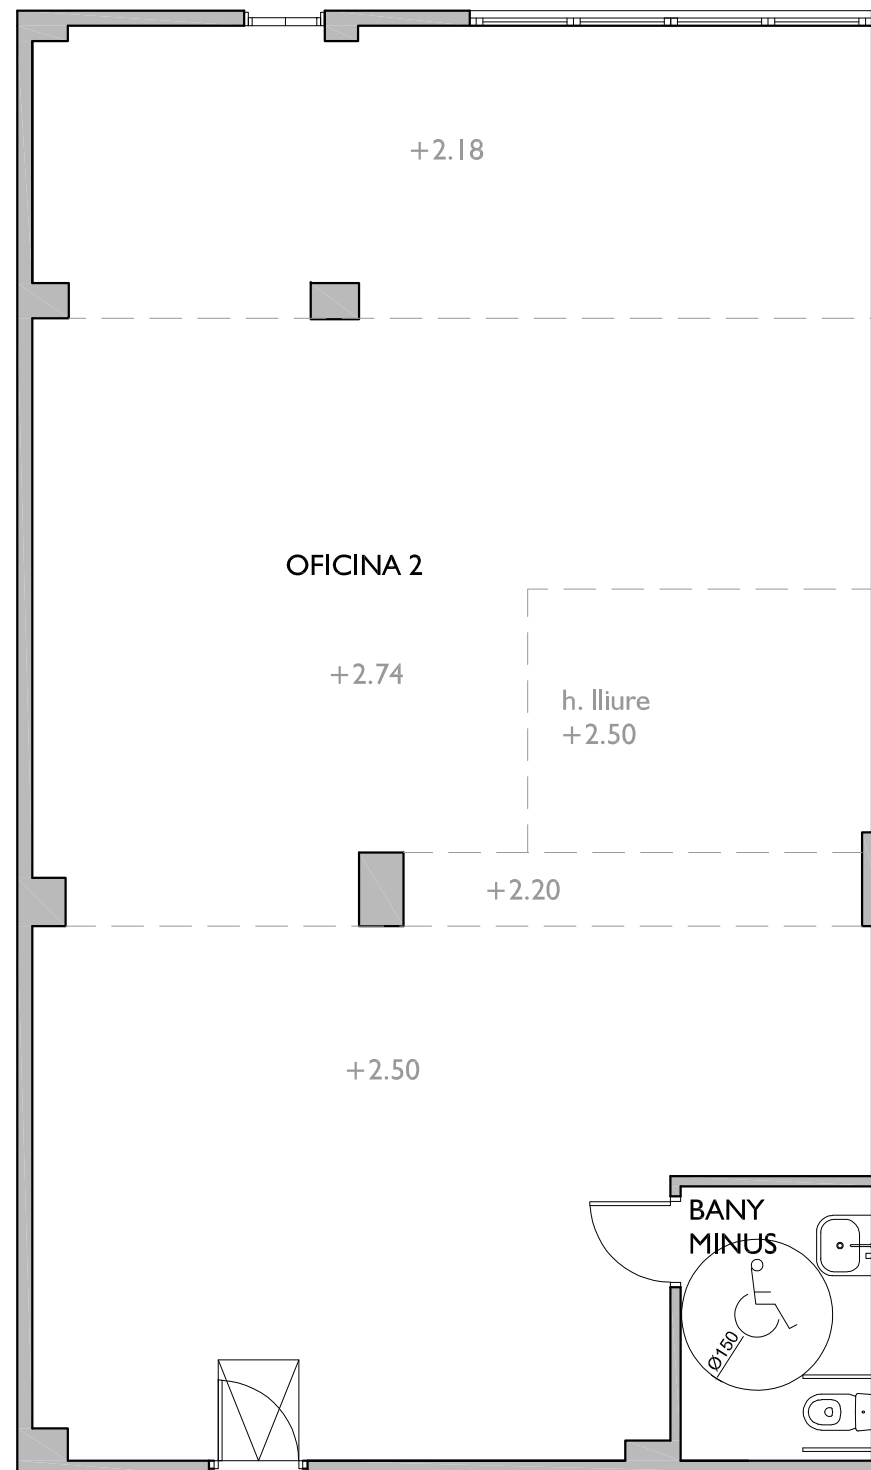 +2.18
OFICINA 2
+2.74
h. lliure
+2.50
+2.20
+2.50
BANY
MINUS
Ø150